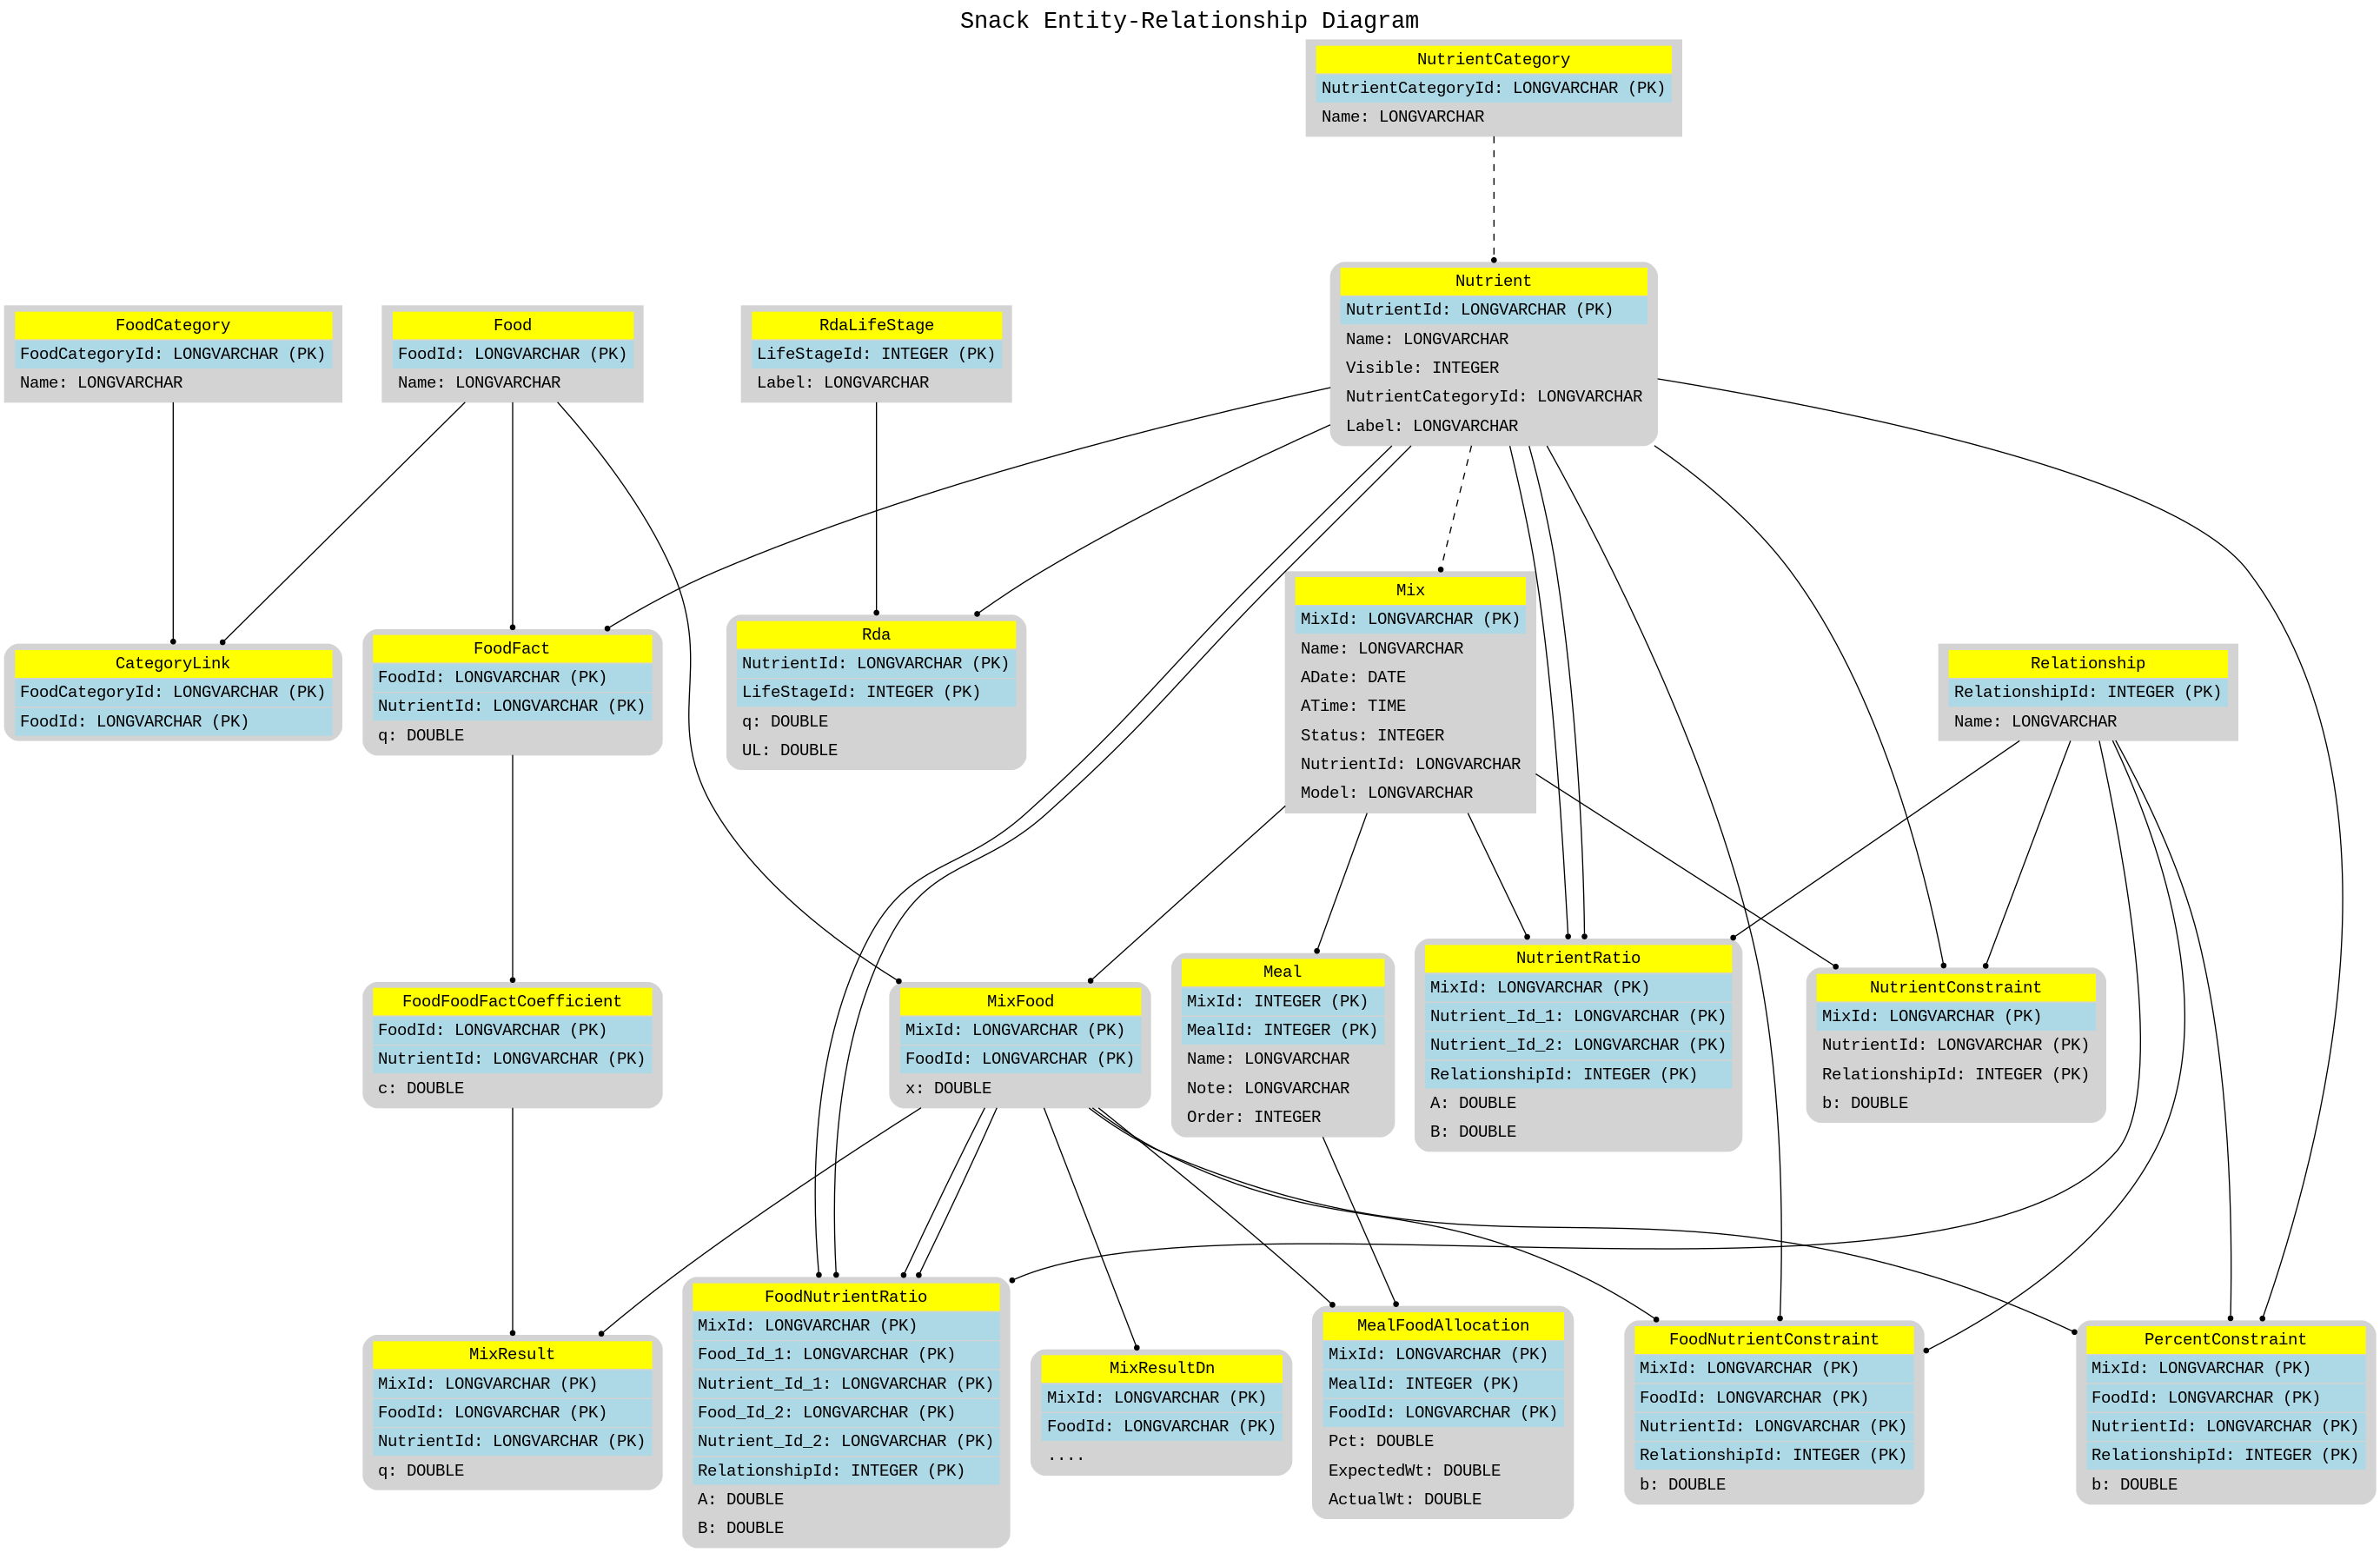 Snack Entity-Relationship Diagram
NutrientCategory
NutrientCategoryId: LONGVARCHAR (PK)
Name: LONGVARCHAR
Nutrient
NutrientId: LONGVARCHAR (PK)
Name: LONGVARCHAR
Visible: INTEGER
NutrientCategoryId: LONGVARCHAR
Label: LONGVARCHAR
FoodCategory
FoodCategoryId: LONGVARCHAR (PK)
Name: LONGVARCHAR
Food
FoodId: LONGVARCHAR (PK)
Name: LONGVARCHAR
RdaLifeStage
LifeStageId: INTEGER (PK)
Label: LONGVARCHAR
CategoryLink
FoodCategoryId: LONGVARCHAR (PK)
FoodId: LONGVARCHAR (PK)
FoodFact
FoodId: LONGVARCHAR (PK)
NutrientId: LONGVARCHAR (PK)
q: DOUBLE
Rda
NutrientId: LONGVARCHAR (PK)
LifeStageId: INTEGER (PK)
q: DOUBLE
UL: DOUBLE
Mix
MixId: LONGVARCHAR (PK)
Name: LONGVARCHAR
ADate: DATE
ATime: TIME
Status: INTEGER
NutrientId: LONGVARCHAR
Model: LONGVARCHAR
Relationship
RelationshipId: INTEGER (PK)
Name: LONGVARCHAR
FoodFoodFactCoefficient
FoodId: LONGVARCHAR (PK)
NutrientId: LONGVARCHAR (PK)
c: DOUBLE
MixFood
MixId: LONGVARCHAR (PK)
FoodId: LONGVARCHAR (PK)
x: DOUBLE
Meal
MixId: INTEGER (PK)
MealId: INTEGER (PK)
Name: LONGVARCHAR
Note: LONGVARCHAR
Order: INTEGER
NutrientRatio
MixId: LONGVARCHAR (PK)
Nutrient_Id_1: LONGVARCHAR (PK)
Nutrient_Id_2: LONGVARCHAR (PK)
RelationshipId: INTEGER (PK)
A: DOUBLE
B: DOUBLE
NutrientConstraint
MixId: LONGVARCHAR (PK)
NutrientId: LONGVARCHAR (PK)
RelationshipId: INTEGER (PK)
b: DOUBLE
MixResult
MixId: LONGVARCHAR (PK)
FoodId: LONGVARCHAR (PK)
NutrientId: LONGVARCHAR (PK)
q: DOUBLE
FoodNutrientRatio
MixId: LONGVARCHAR (PK)
Food_Id_1: LONGVARCHAR (PK)
Nutrient_Id_1: LONGVARCHAR (PK)
Food_Id_2: LONGVARCHAR (PK)
Nutrient_Id_2: LONGVARCHAR (PK)
RelationshipId: INTEGER (PK)
A: DOUBLE
B: DOUBLE
MixResultDn
MixId: LONGVARCHAR (PK)
FoodId: LONGVARCHAR (PK)
....
MealFoodAllocation
MixId: LONGVARCHAR (PK)
MealId: INTEGER (PK)
FoodId: LONGVARCHAR (PK)
Pct: DOUBLE
ExpectedWt: DOUBLE
ActualWt: DOUBLE
FoodNutrientConstraint
MixId: LONGVARCHAR (PK)
FoodId: LONGVARCHAR (PK)
NutrientId: LONGVARCHAR (PK)
RelationshipId: INTEGER (PK)
b: DOUBLE
PercentConstraint
MixId: LONGVARCHAR (PK)
FoodId: LONGVARCHAR (PK)
NutrientId: LONGVARCHAR (PK)
RelationshipId: INTEGER (PK)
b: DOUBLE